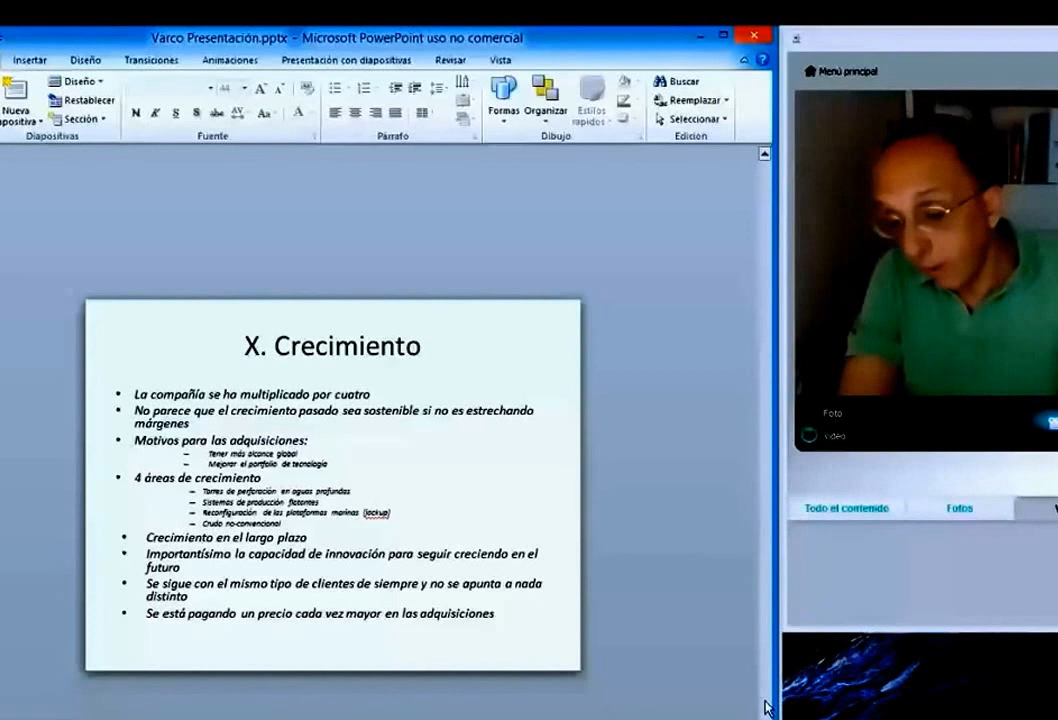 Varco Presentación.pptx - Microsoft PowerPoint uso no comercial
Insertar Diseño Transiciones Animaciones Presentación con diapositivas Revisar Vista
Menú principal
Nueva
Diseño
Restablecer
Sección
44
N K S S abc AV Aa A
Formas Organizar Estilos
rápidos
Buscar
Reemplazar
Seleccionar
Diapositivas Fuente Párrafo Dibujo Edición
X. Crecimiento
• La compañía se ha multiplicado por cuatro
• No parece que el crecimiento pasado sea sostenible si no es estrechando
márgenes
• Motivos para las adquisiciones:
– Tener más alcance global
– Mejorar el portfolio de tecnología
• 4 áreas de crecimiento
– Torres de perforación en aguas profundas
– Sistemas de producción flotantes
– Reconfiguración de las plataformas marinas (jackup)
– Crudo no-convencional
• Crecimiento en el largo plazo
• Importantísimo la capacidad de innovación para seguir creciendo en el
futuro
• Se sigue con el mismo tipo de clientes de siempre y no se apunta a nada
distinto
• Se está pagando un precio cada vez mayor en las adquisiciones
Foto
Vídeo
Todo el contenido Fotos